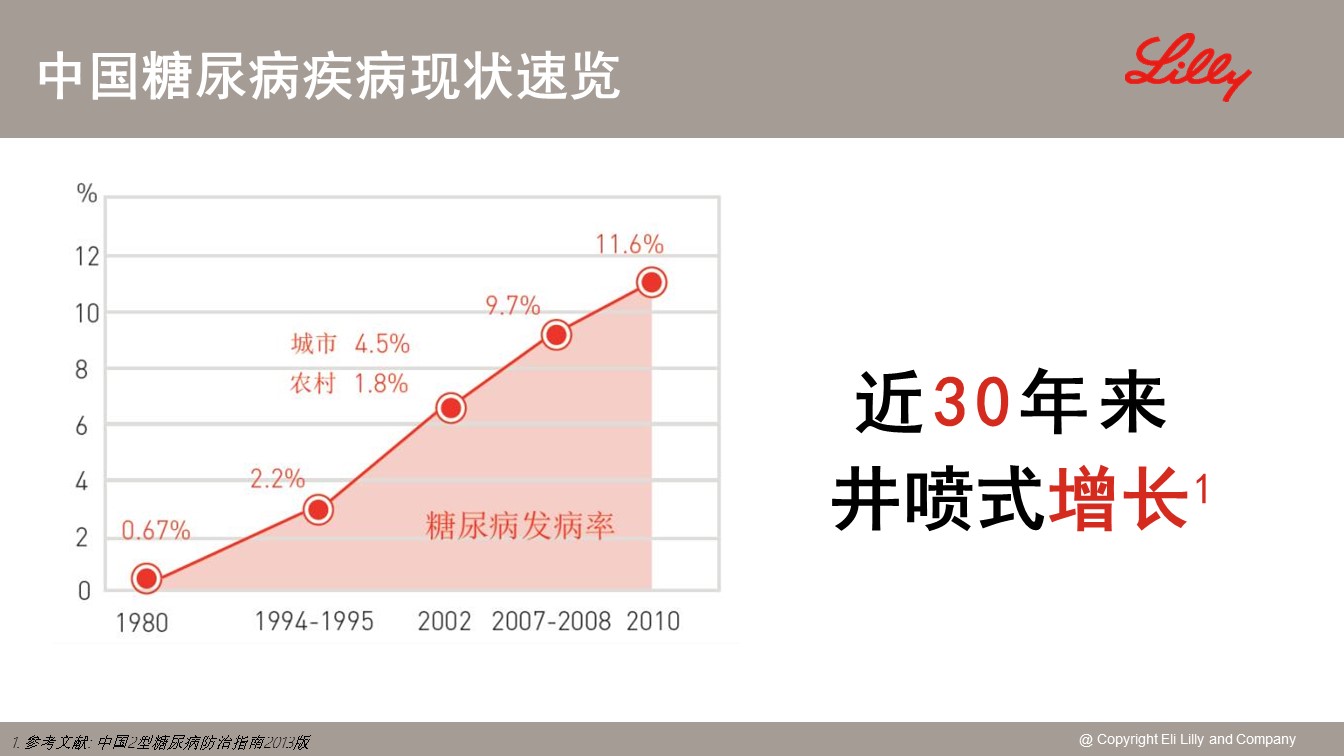 中国糖尿病疾病现状速览
Lilly
%
12
10
8
6
4
2
0
11.6%
9.7%
城市 4.5%
农村 1.8%
2.2%
0.67%
糖尿病发病率
1980
1994-1995
2002
2007-2008
2010
近30年来
井喷式增长1
1. 参考文献: 中国2型糖尿病防治指南2013版
@ Copyright Eli Lilly and Company